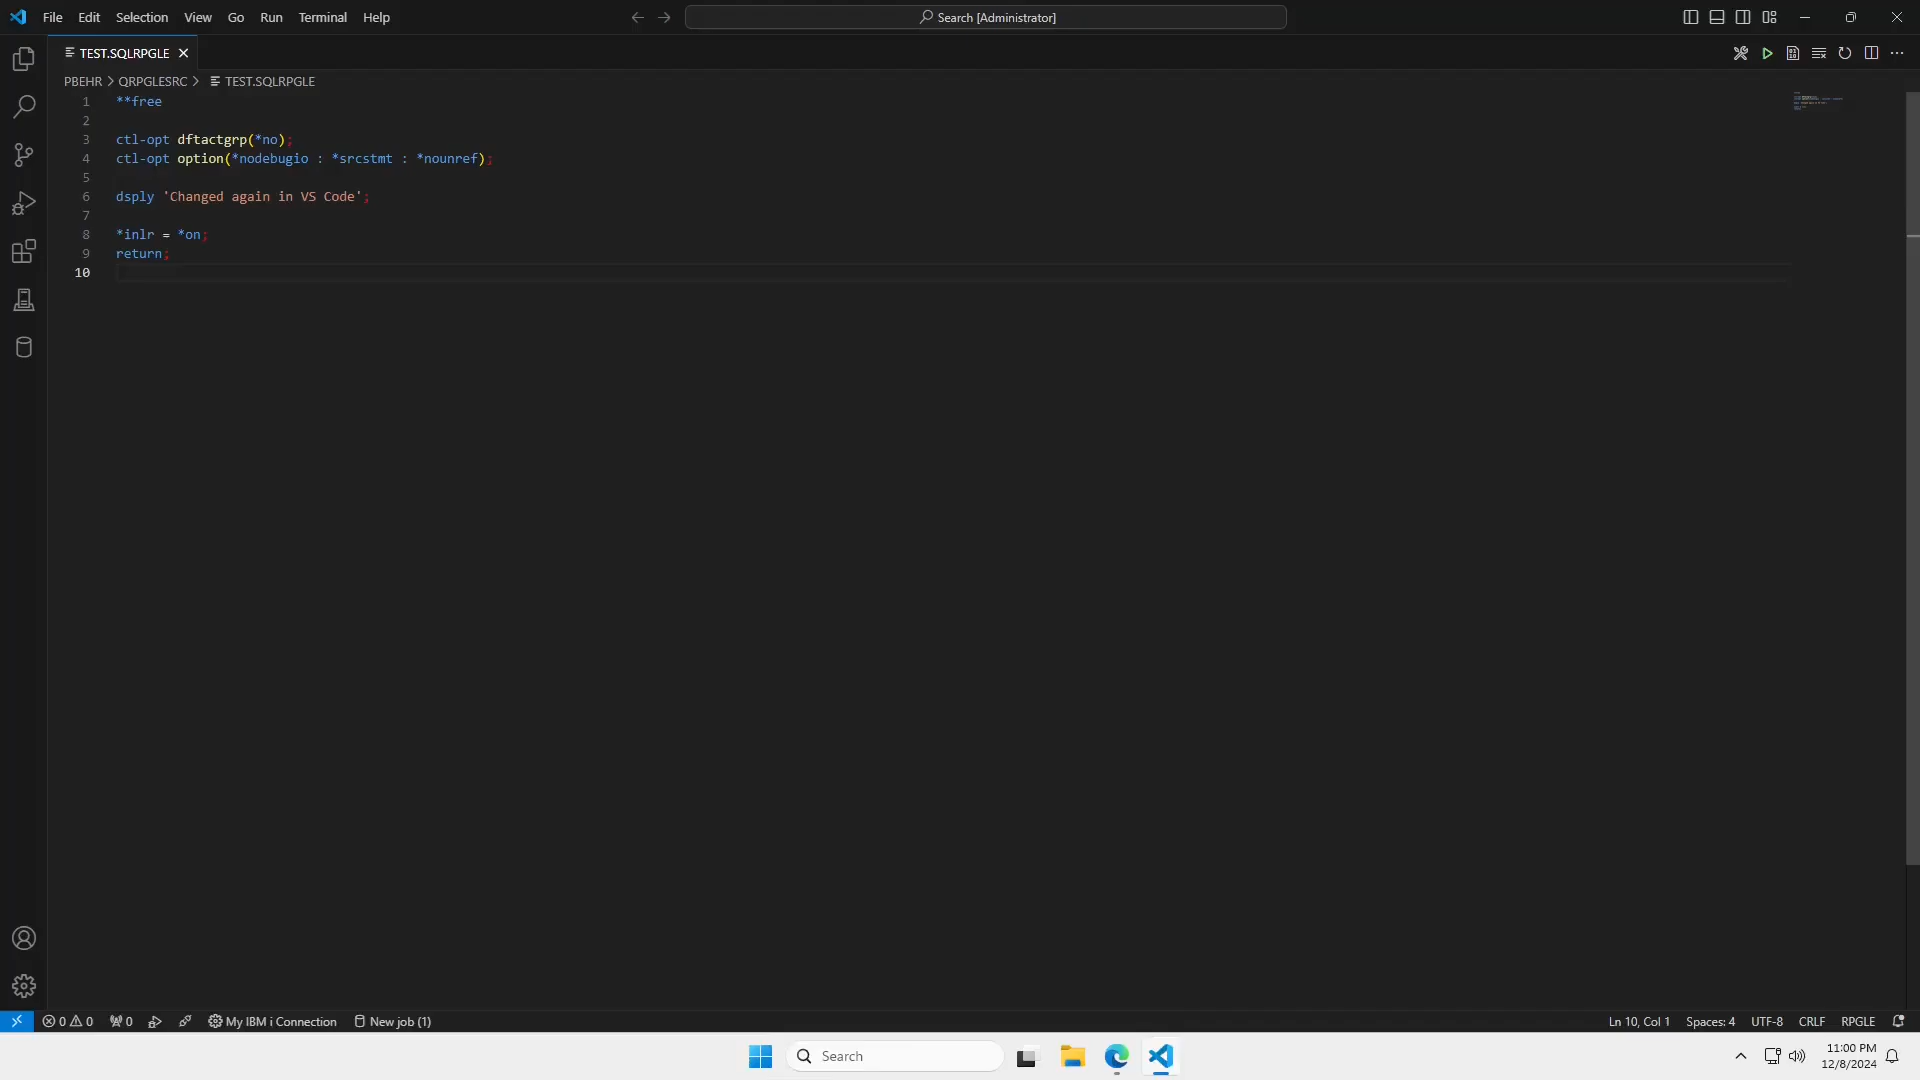 File Edit Selection View Go Run Terminal Help
Search [Administrator]
TEST.SQLRPGLE
PBEHR > QRPGLESRC > TEST.SQLRPGLE
1 **free
2
3 ctl-opt dftactgrp(*no);
4 ctl-opt option(*nodebugio : *srcstmt : *nounref);
5
6 dsply 'Changed again in VS Code';
7
8 *inlr = *on;
9 return;
10
0 0 0 My IBM i Connection New job (1) Ln 10, Col 1 Spaces: 4 UTF-8 CRLF RPGLE
Search
11:00 PM
12/8/2024